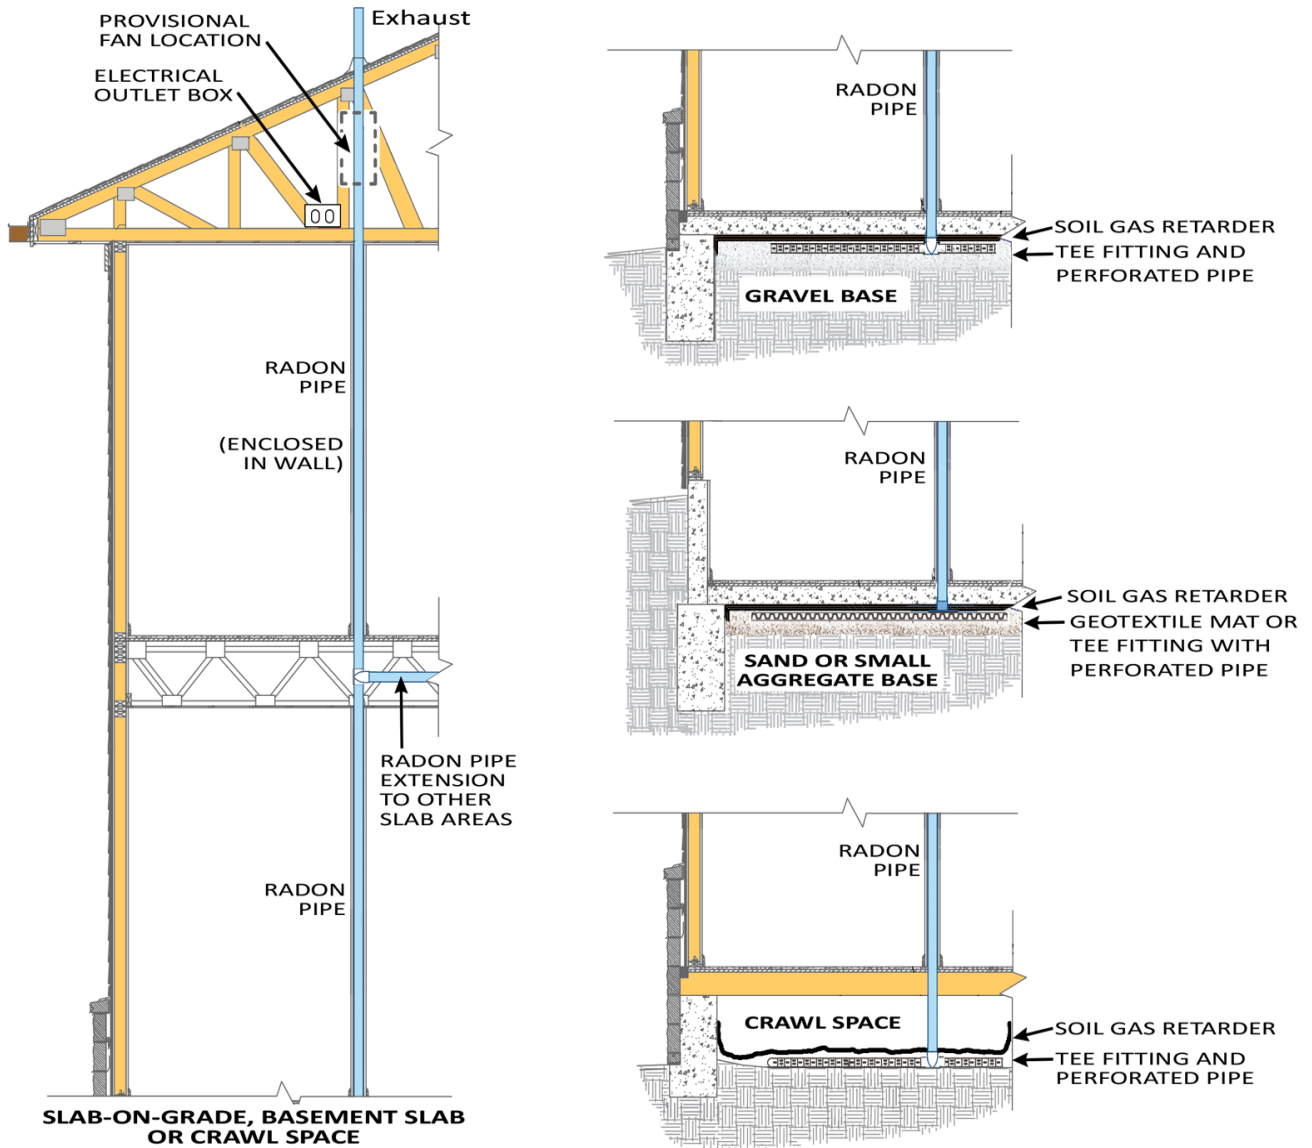 PROVISIONAL
FAN LOCATION
Exhaust
ELECTRICAL
OUTLET BOX
RADON
PIPE
(ENCLOSED
IN WALL)
RADON PIPE
EXTENSION
TO OTHER
SLAB AREAS
RADON
PIPE
SLAB-ON-GRADE, BASEMENT SLAB
OR CRAWL SPACE
RADON
PIPE
SOIL GAS RETARDER
TEE FITTING AND
PERFORATED PIPE
GRAVEL BASE
RADON
PIPE
SOIL GAS RETARDER
GEOTEXTILE MAT OR
TEE FITTING WITH
PERFORATED PIPE
SAND OR SMALL
AGGREGATE BASE
RADON
PIPE
CRAWL SPACE
SOIL GAS RETARDER
TEE FITTING AND
PERFORATED PIPE